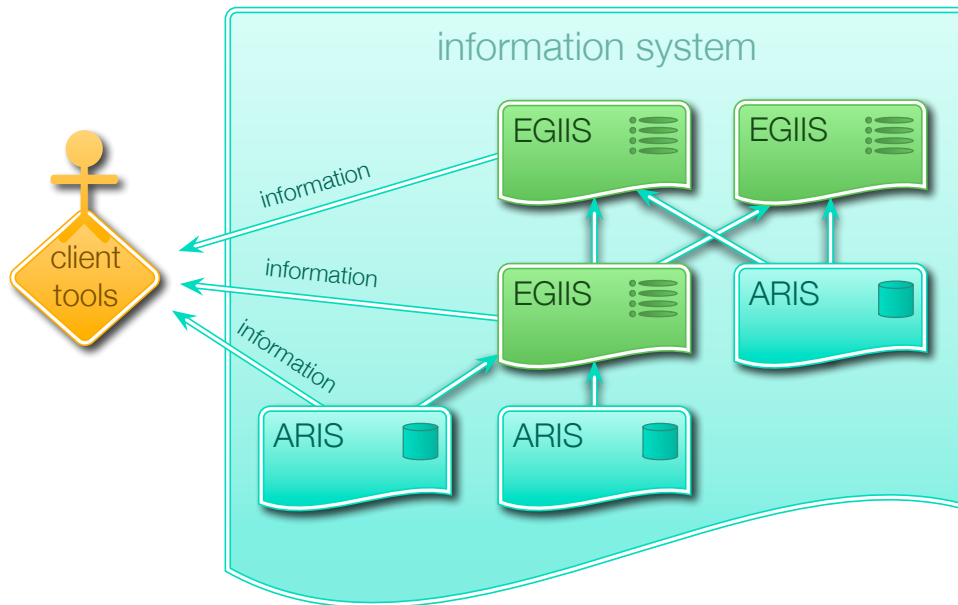 information system
EGIIS
EGIIS
information
client
tools
information
EGIIS
ARIS
information
ARIS
ARIS